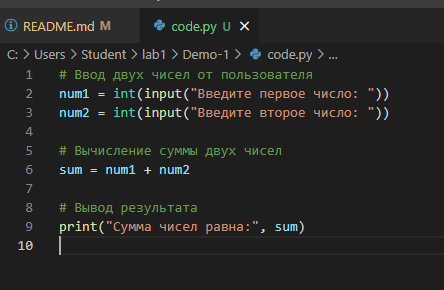 README.md M code.py U
C: > Users > Student > lab1 > Demo-1 > code.py > ...
1 # Ввод двух чисел от пользователя
2 num1 = int(input("Введите первое число: "))
3 num2 = int(input("Введите второе число: "))
4
5 # Вычисление суммы двух чисел
6 sum = num1 + num2
7
8 # Вывод результата
9 print("Сумма чисел равна:", sum)
10